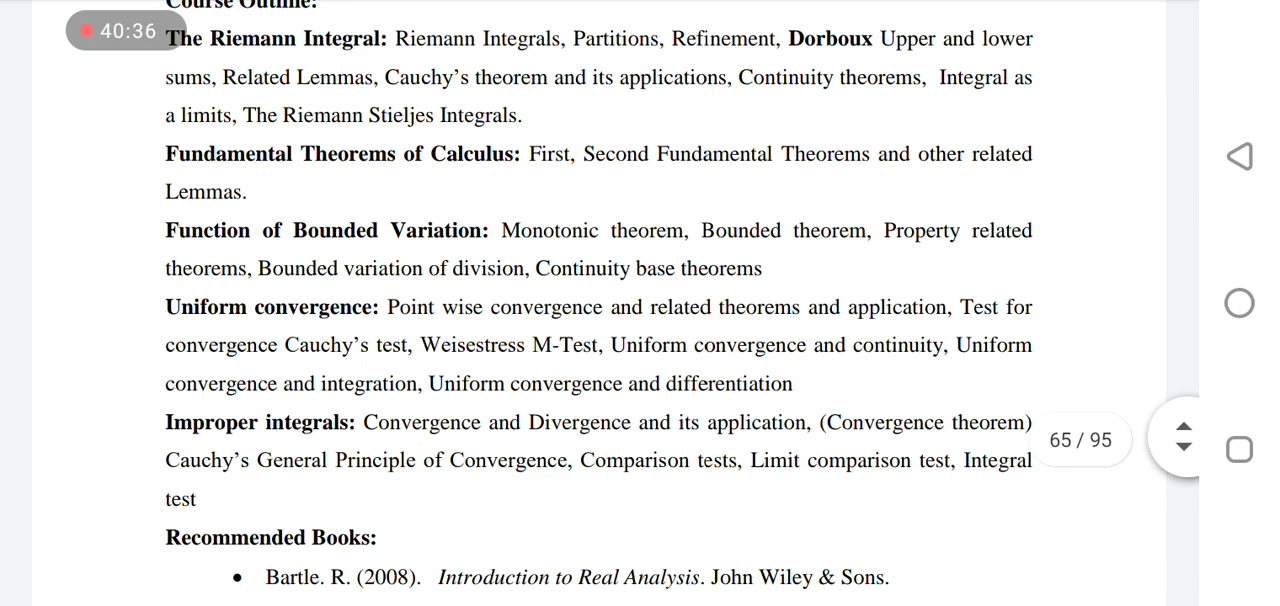 Course Outline:
40:36
The Riemann Integral: Riemann Integrals, Partitions, Refinement, Dorboux Upper and lower
sums, Related Lemmas, Cauchy’s theorem and its applications, Continuity theorems, Integral as
a limits, The Riemann Stieljes Integrals.
Fundamental Theorems of Calculus: First, Second Fundamental Theorems and other related
Lemmas.
Function of Bounded Variation: Monotonic theorem, Bounded theorem, Property related
theorems, Bounded variation of division, Continuity base theorems
Uniform convergence: Point wise convergence and related theorems and application, Test for
convergence Cauchy’s test, Weisestress M-Test, Uniform convergence and continuity, Uniform
convergence and integration, Uniform convergence and differentiation
Improper integrals: Convergence and Divergence and its application, (Convergence theorem)
65 / 95
Cauchy’s General Principle of Convergence, Comparison tests, Limit comparison test, Integral
test
Recommended Books:
• Bartle. R. (2008). Introduction to Real Analysis. John Wiley & Sons.